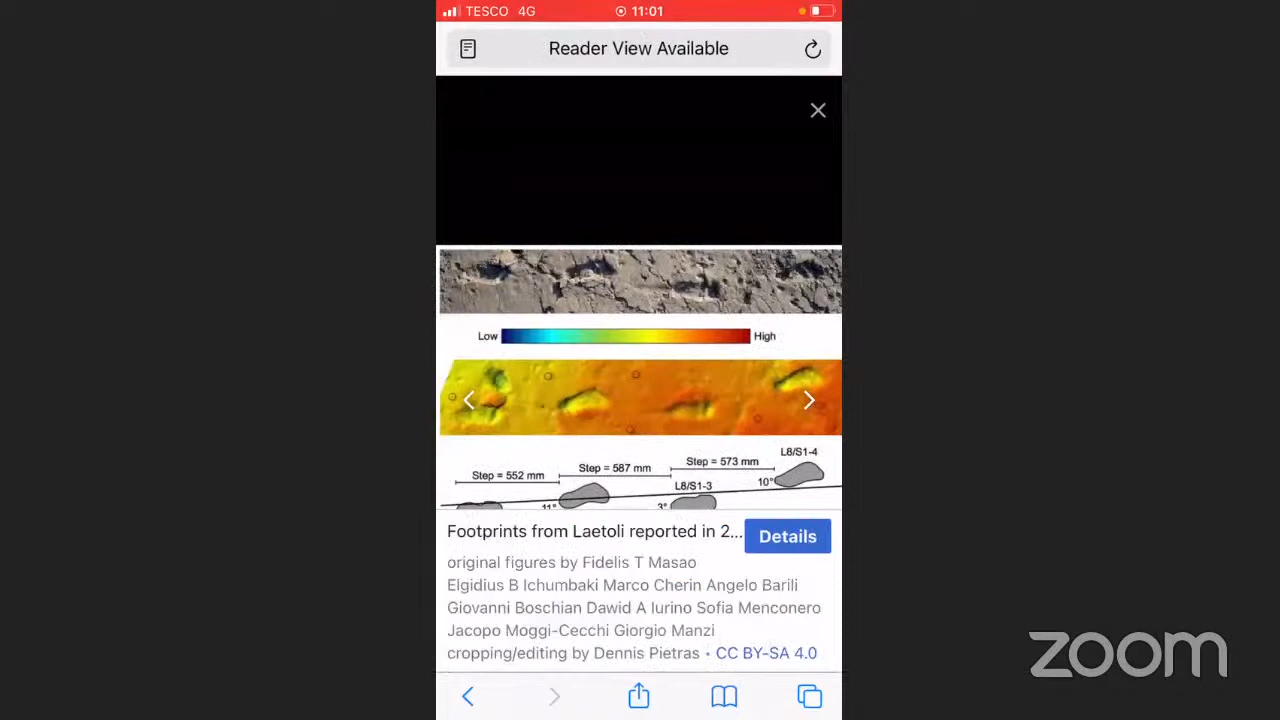 TESCO 4G 11:01
Reader View Available
Low High
L8/S1-4
Step = 573 mm
Step = 587 mm
Step = 552 mm
L8/S1-3
10°
11° 3°
Footprints from Laetoli reported in 2...
Details
original figures by Fidelis T Masao
Elgidius B Ichumbaki Marco Cherin Angelo Barili
Giovanni Boschian Dawid A Iurino Sofia Menconero
Jacopo Moggi-Cecchi Giorgio Manzi
cropping/editing by Dennis Pietras • CC BY-SA 4.0
zoom